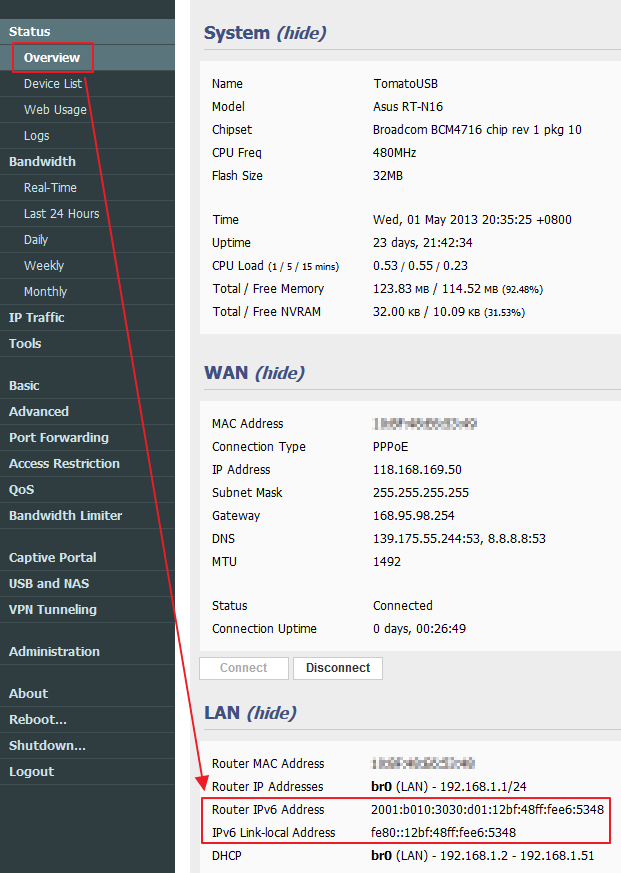 Status
Overview
Device List
Web Usage
Logs
Bandwidth
Real-Time
Last 24 Hours
Daily
Weekly
Monthly
IP Traffic
Tools
Basic
Advanced
Port Forwarding
Access Restriction
QoS
Bandwidth Limiter
Captive Portal
USB and NAS
VPN Tunneling
Administration
About
Reboot...
Shutdown...
Logout
System (hide)
Name TomatoUSB
Model Asus RT-N16
Chipset Broadcom BCM4716 chip rev 1 pkg 10
CPU Freq 480MHz
Flash Size 32MB
Time Wed, 01 May 2013 20:35:25 +0800
Uptime 23 days, 21:42:34
CPU Load (1 / 5 / 15 mins) 0.53 / 0.55 / 0.23
Total / Free Memory 123.83 MB / 114.52 MB (92.48%)
Total / Free NVRAM 32.00 KB / 10.09 KB (31.53%)
WAN (hide)
MAC Address
Connection Type PPPoE
IP Address 118.168.169.50
Subnet Mask 255.255.255.255
Gateway 168.95.98.254
DNS 139.175.55.244:53, 8.8.8.8:53
MTU 1492
Status Connected
Connection Uptime 0 days, 00:26:49
Connect Disconnect
LAN (hide)
Router MAC Address
Router IP Addresses br0 (LAN) - 192.168.1.1/24
Router IPv6 Address 2001:b010:3030:d01:12bf:48ff:fee6:5348
IPv6 Link-local Address fe80::12bf:48ff:fee6:5348
DHCP br0 (LAN) - 192.168.1.2 - 192.168.1.51